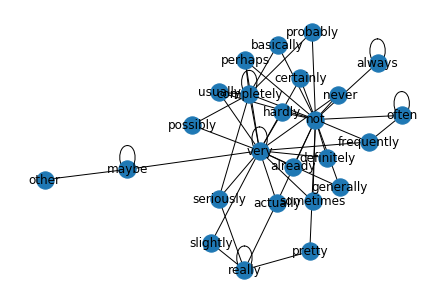 probably
basically
perhaps
always
certainly
usually
completely
never
often
hardly
not
possibly
frequently
very
definitely
already
maybe
other
generally
seriously
actually
sometimes
slightly
pretty
really